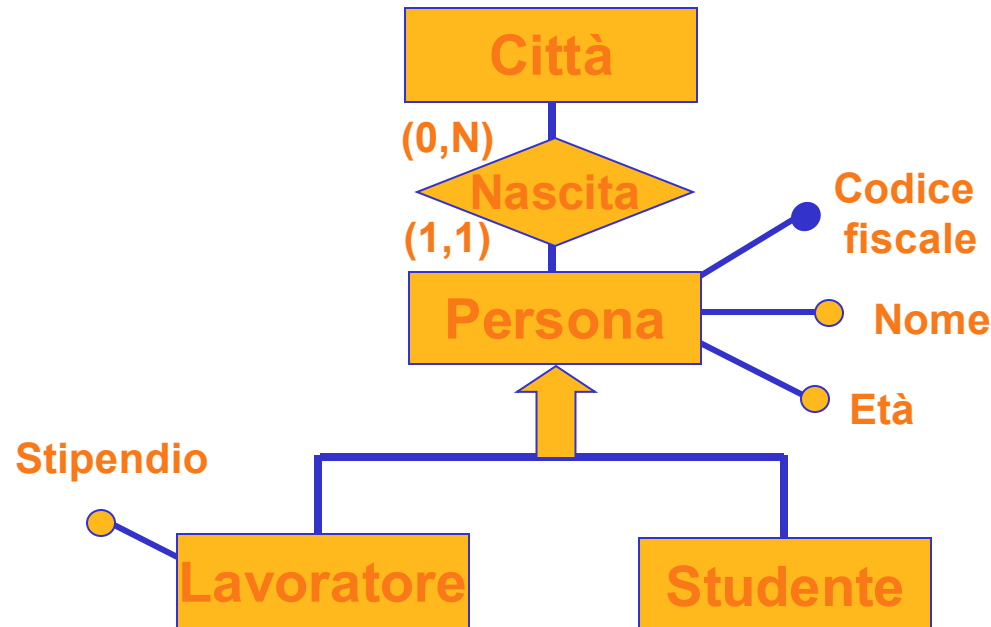 Città
(0,N)
Nascita
(1,1)
Codice
fiscale
Persona
Nome
Età
Stipendio
Lavoratore
Studente